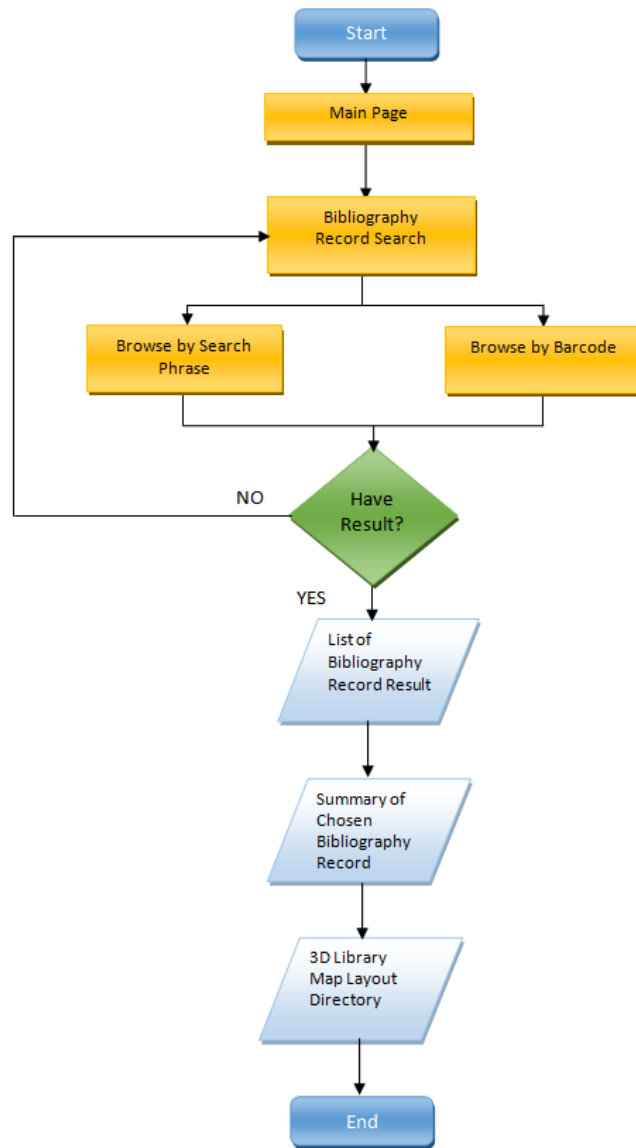 Start
Main Page
Bibliography
Record Search
Browse by Search
Phrase
Browse by Barcode
NO
Have
Result?
YES
List of
Bibliography
Record Result
Summary of
Chosen
Bibliography
Record
3D Library
Map Layout
Directory
End